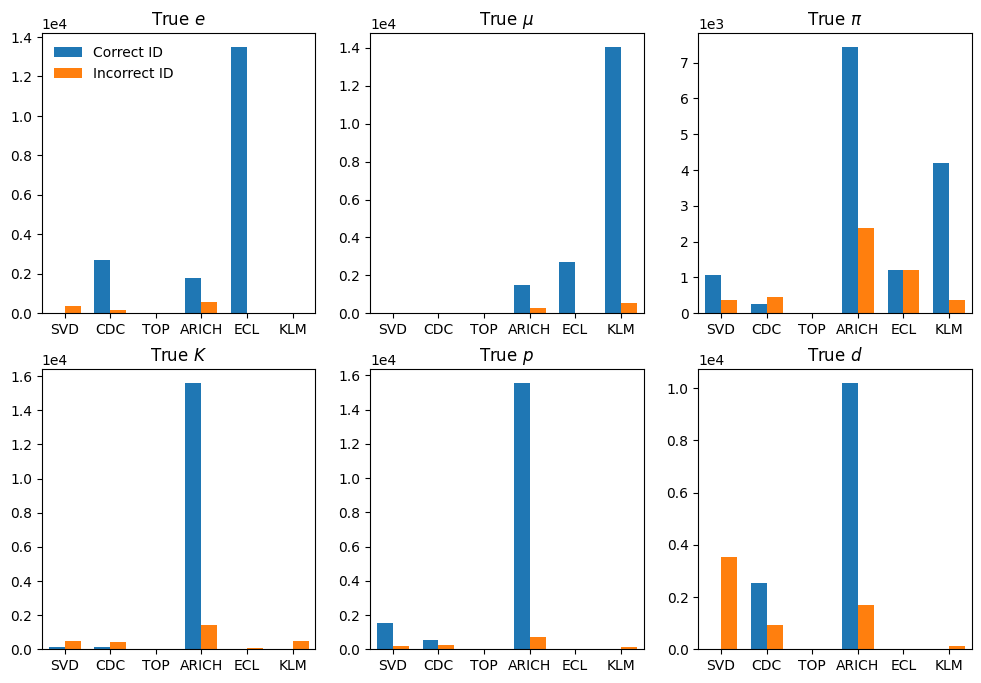 True e
1e4
1.4
1.2
1.0
0.8
0.6
0.4
0.2
0.0
Correct ID
Incorrect ID
SVD CDC TOP ARICH ECL KLM
True μ
1e4
1.4
1.2
1.0
0.8
0.6
0.4
0.2
0.0
SVD CDC TOP ARICH ECL KLM
True π
1e3
7
6
5
4
3
2
1
0
SVD CDC TOP ARICH ECL KLM
True K
1e4
1.6
1.4
1.2
1.0
0.8
0.6
0.4
0.2
0.0
SVD CDC TOP ARICH ECL KLM
True p
1e4
1.6
1.4
1.2
1.0
0.8
0.6
0.4
0.2
0.0
SVD CDC TOP ARICH ECL KLM
True d
1e4
1.0
0.8
0.6
0.4
0.2
0.0
SVD CDC TOP ARICH ECL KLM